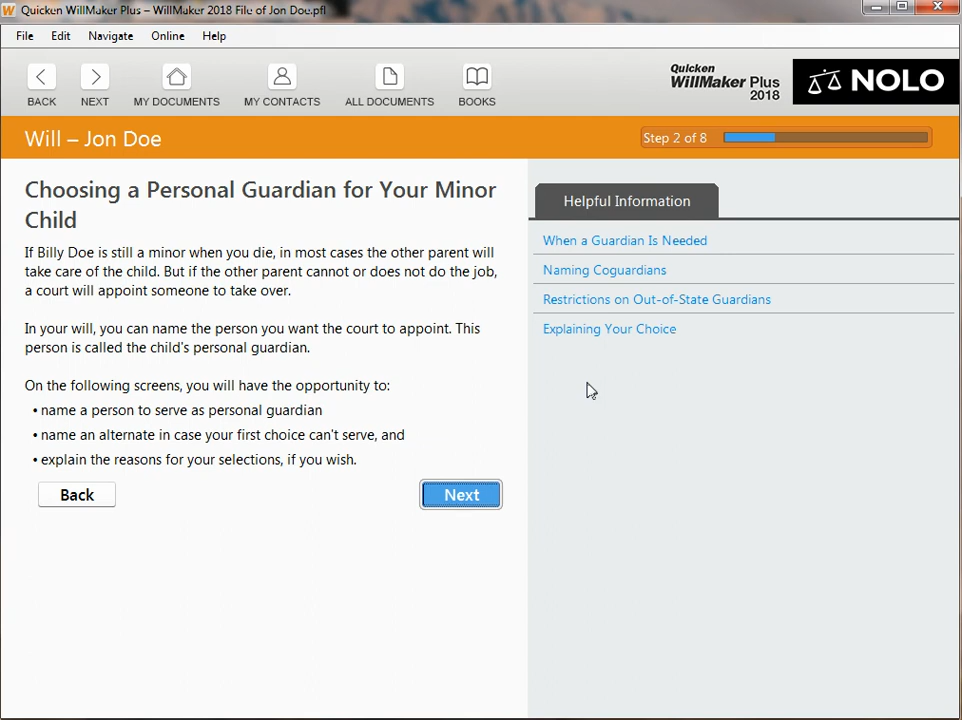 Quicken WillMaker Plus – WillMaker 2018 File of Jon Doe.pfl
File Edit Navigate Online Help
BACK NEXT MY DOCUMENTS MY CONTACTS ALL DOCUMENTS BOOKS
Quicken
WillMaker Plus
2018
NOLO
Will – Jon Doe
Step 2 of 8
Choosing a Personal Guardian for Your Minor
Child
If Billy Doe is still a minor when you die, in most cases the other parent will
take care of the child. But if the other parent cannot or does not do the job,
a court will appoint someone to take over.
In your will, you can name the person you want the court to appoint. This
person is called the child's personal guardian.
On the following screens, you will have the opportunity to:
• name a person to serve as personal guardian
• name an alternate in case your first choice can't serve, and
• explain the reasons for your selections, if you wish.
Back
Next
Helpful Information
When a Guardian Is Needed
Naming Coguardians
Restrictions on Out-of-State Guardians
Explaining Your Choice